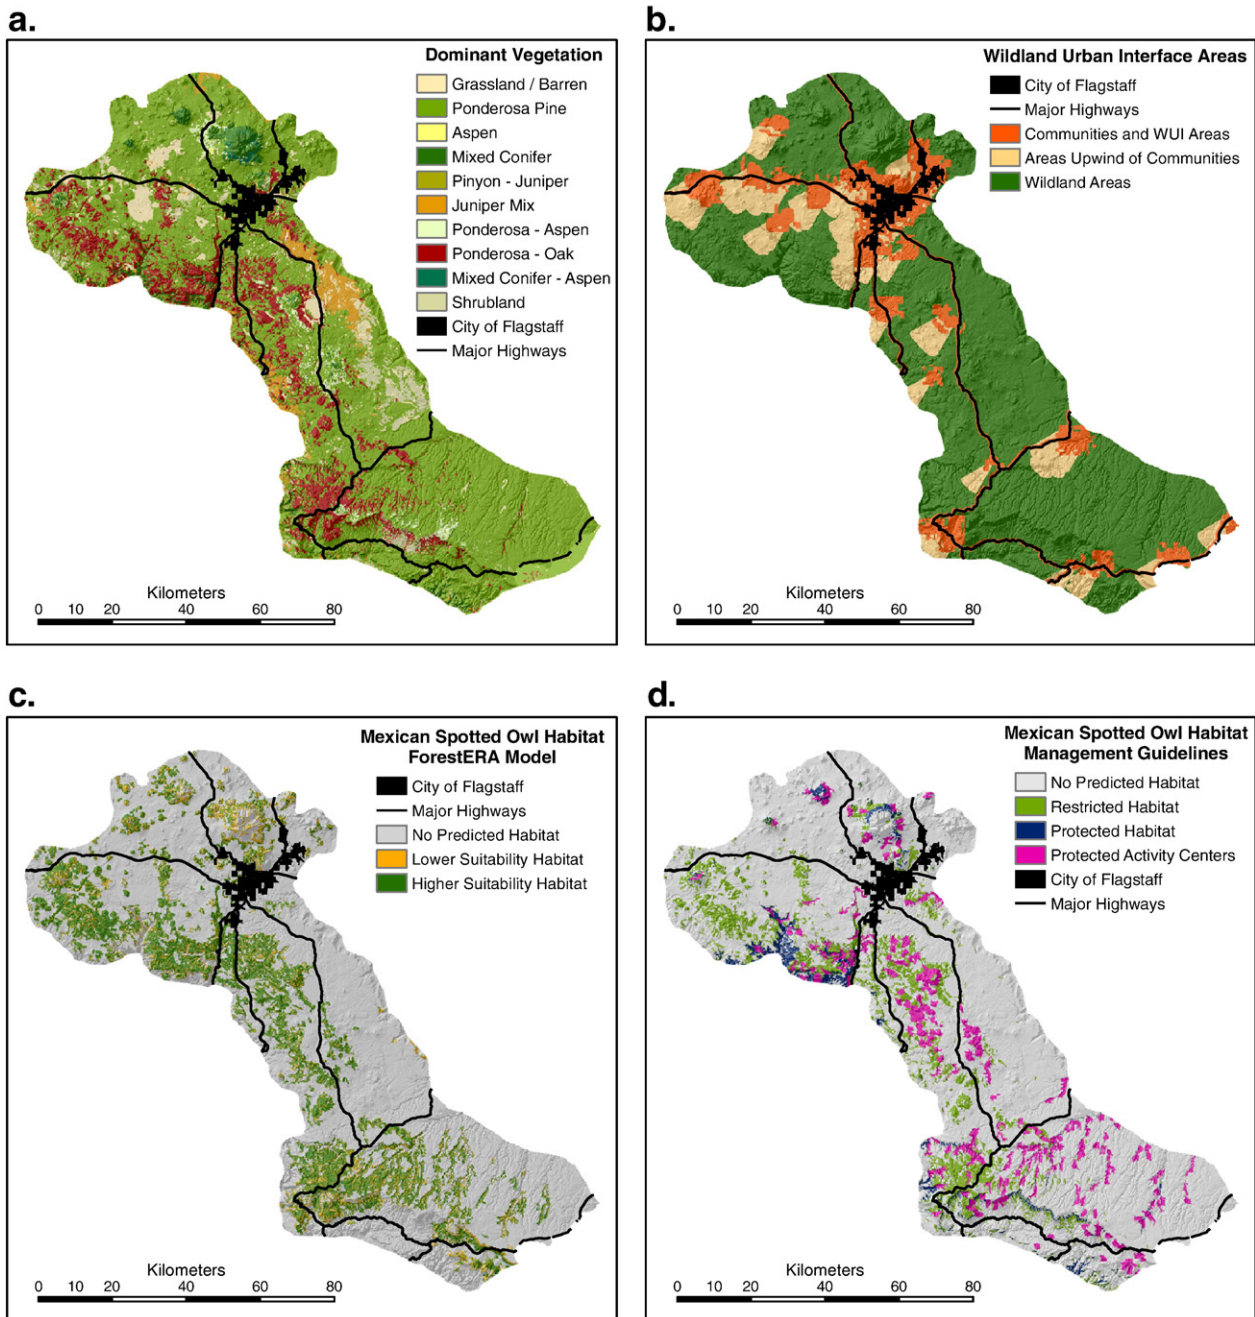 a.
Dominant Vegetation
Grassland / Barren
Ponderosa Pine
Aspen
Mixed Conifer
Pinyon - Juniper
Juniper Mix
Ponderosa - Aspen
Ponderosa - Oak
Mixed Conifer - Aspen
Shrubland
City of Flagstaff
Major Highways
Kilometers
0 10 20 40 60 80
b.
Wildland Urban Interface Areas
City of Flagstaff
Major Highways
Communities and WUI Areas
Areas Upwind of Communities
Wildland Areas
Kilometers
0 10 20 40 60 80
c.
Mexican Spotted Owl Habitat
ForestERA Model
City of Flagstaff
Major Highways
No Predicted Habitat
Lower Suitability Habitat
Higher Suitability Habitat
Kilometers
0 10 20 40 60 80
d.
Mexican Spotted Owl Habitat
Management Guidelines
No Predicted Habitat
Restricted Habitat
Protected Habitat
Protected Activity Centers
City of Flagstaff
Major Highways
Kilometers
0 10 20 40 60 80